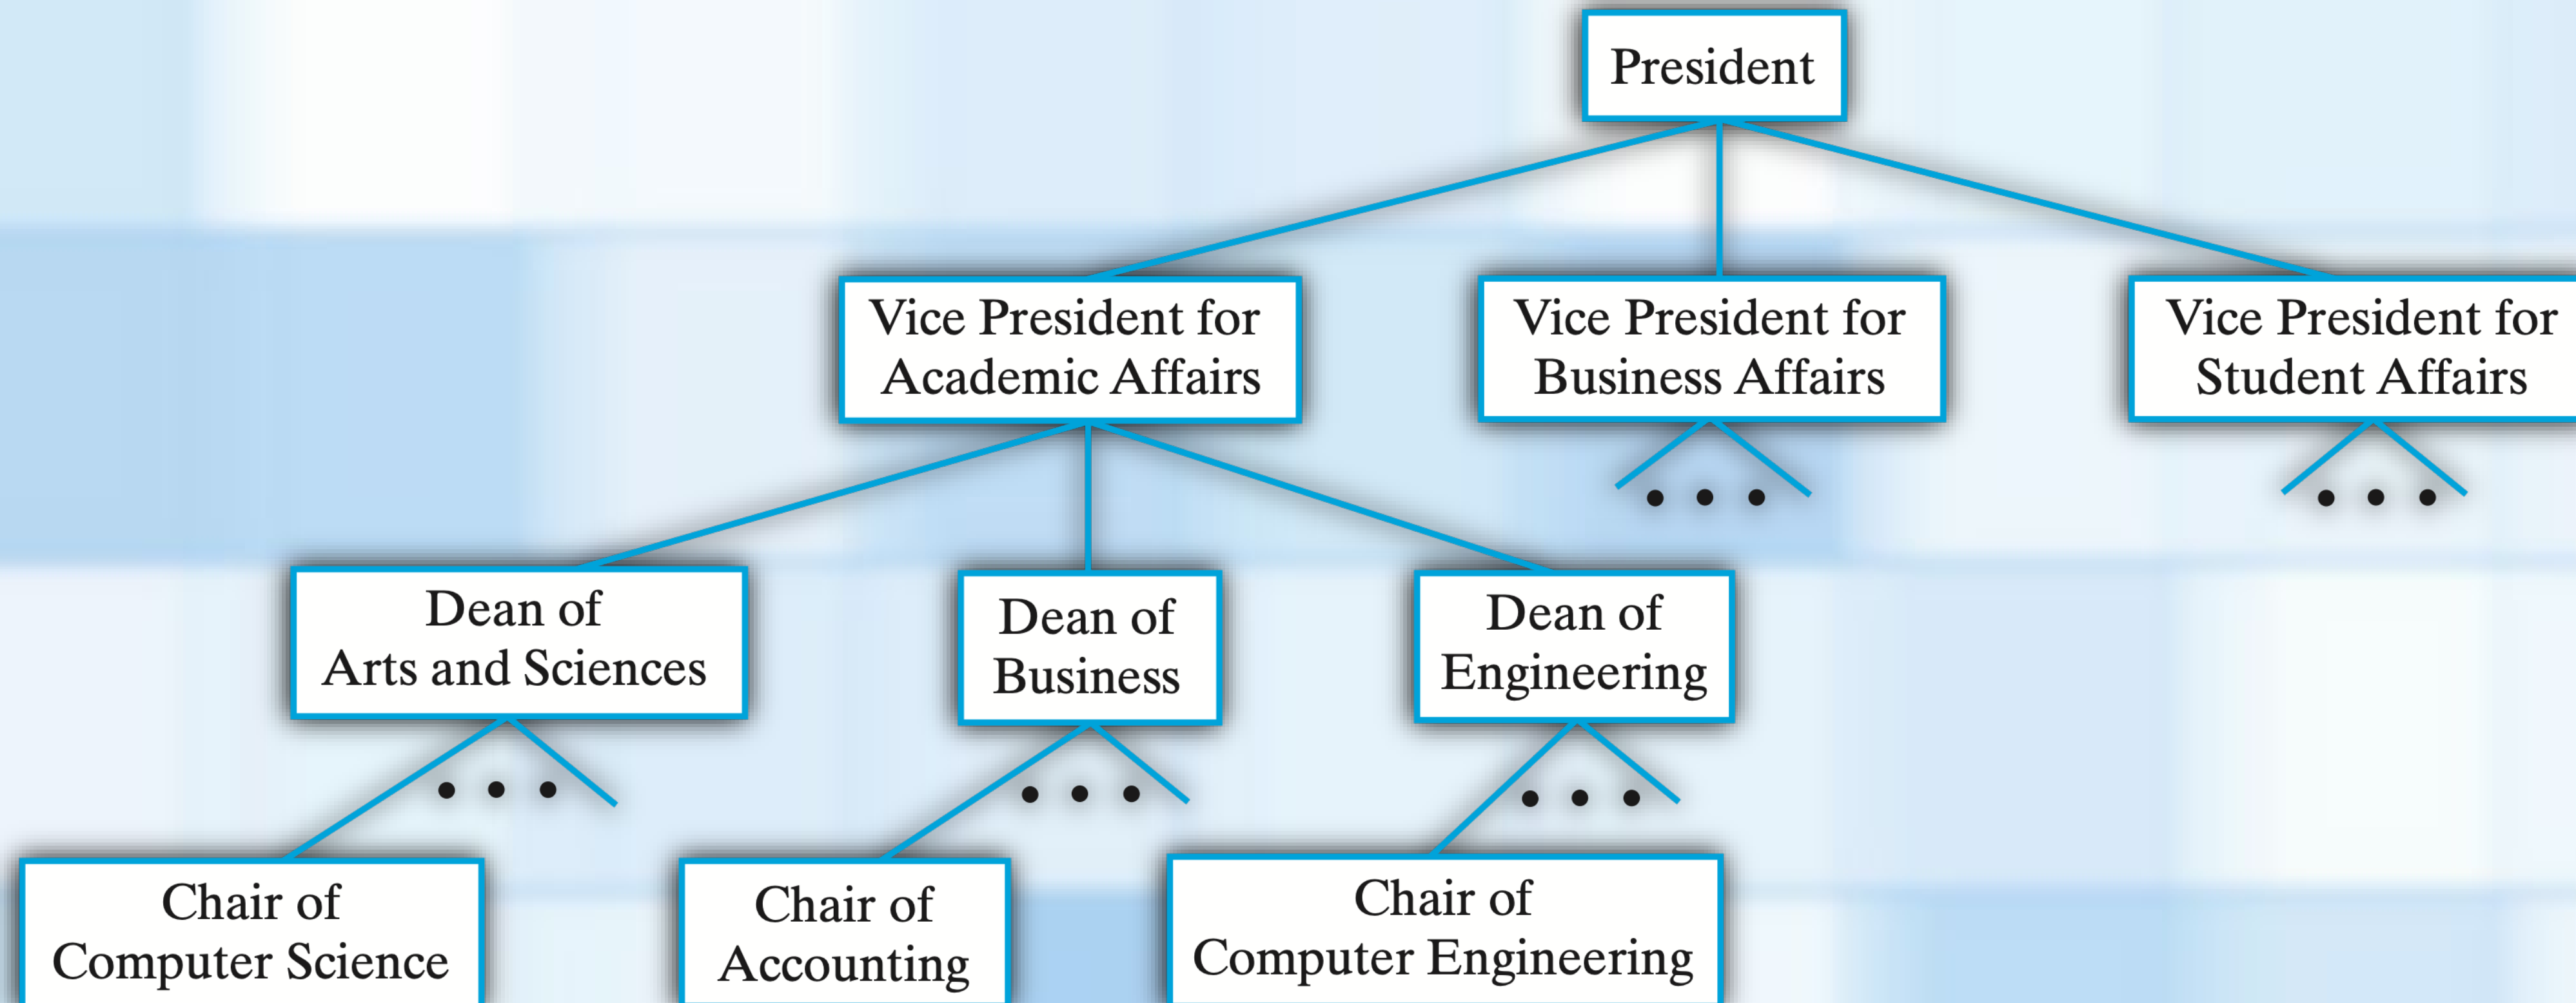 President
Vice President for
Academic Affairs
Vice President for
Business Affairs
Vice President for
Student Affairs
Dean of
Arts and Sciences
Dean of
Business
Dean of
Engineering
Chair of
Computer Science
Chair of
Accounting
Chair of
Computer Engineering